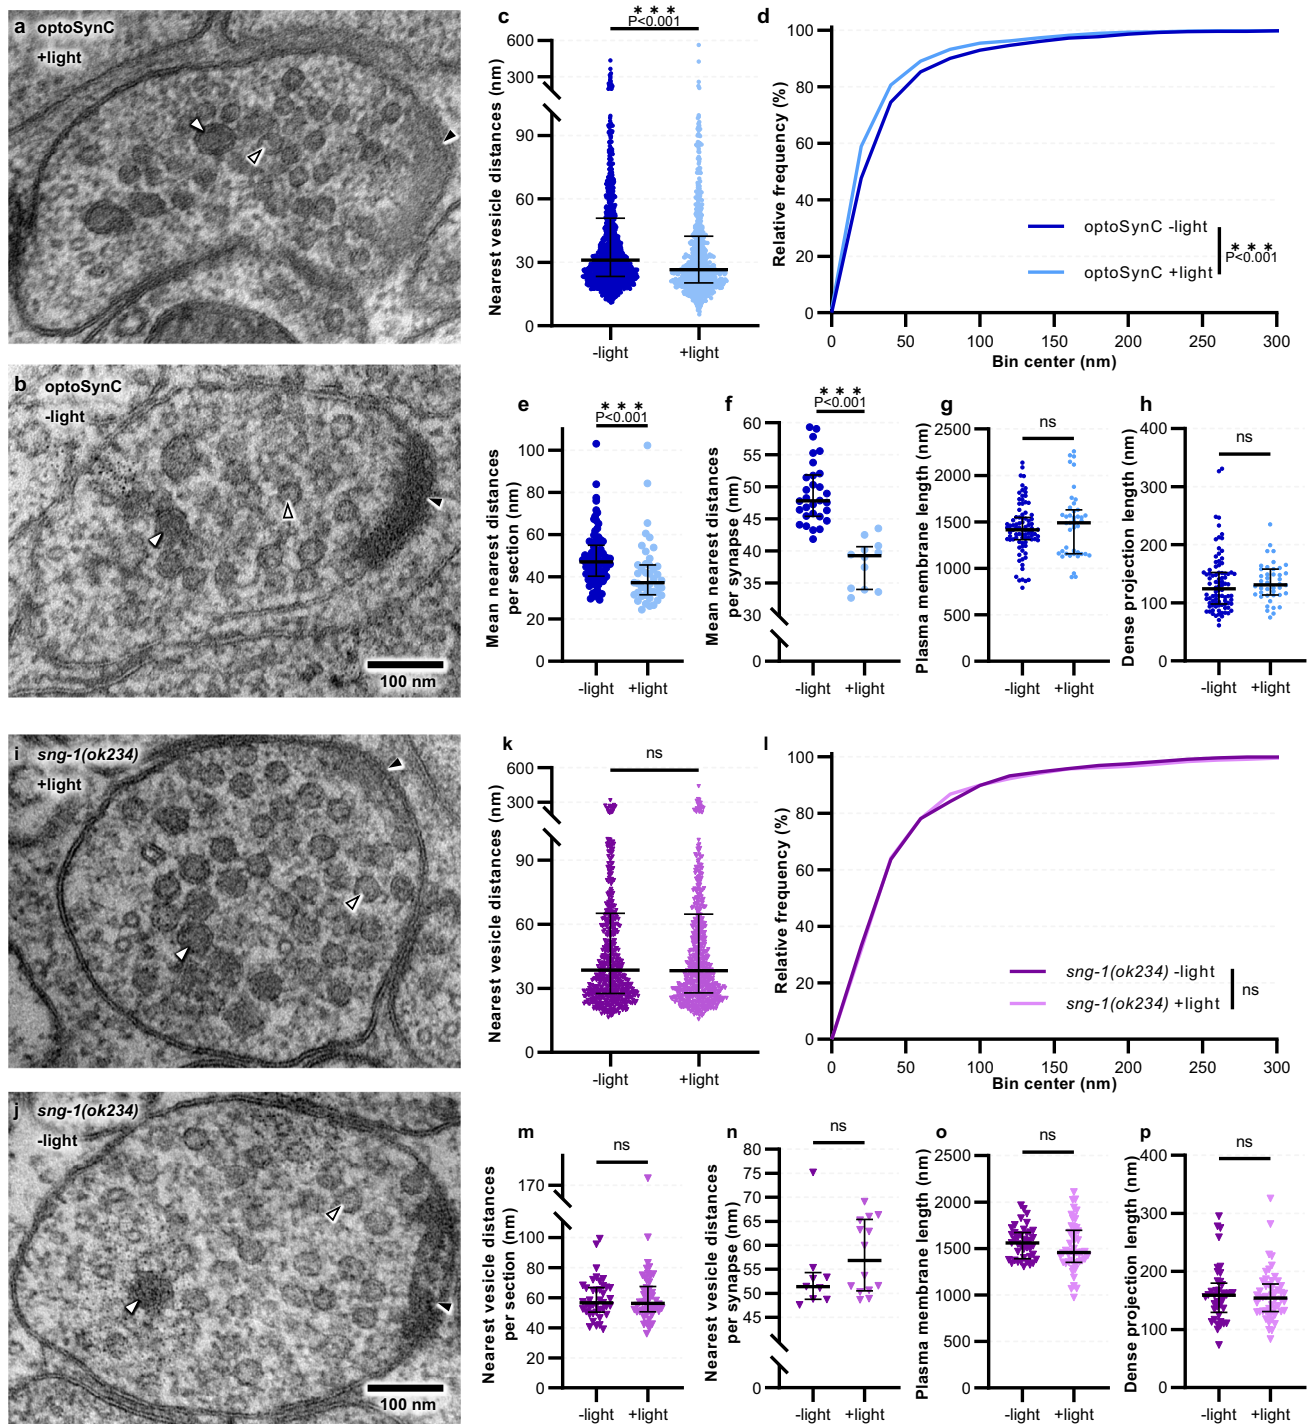 a optoSynC
+light
b optoSynC
-light
100 nm
c
* * *
P<0.001
Nearest vesicle distances (nm)
600
300
90
60
30
0
-light +light
d
Relative frequency (%)
100
80
60
40
20
0
optoSynC -light
optoSynC +light
* * *
P<0.001
0 50 100 150 200 250 300
Bin center (nm)
e
* * *
P<0.001
Mean nearest distances
per section (nm)
100
80
60
40
20
0
-light +light
f
* * *
P<0.001
Mean nearest distances
per synapse (nm)
60
55
50
45
40
35
30
0
-light +light
g
ns
Plasma membrane length (nm)
2500
2000
1500
1000
500
0
-light +light
h
ns
Dense projection length (nm)
400
300
200
100
0
-light +light
i sng-1(ok234)
+light
j sng-1(ok234)
-light
100 nm
k
ns
Nearest vesicle distances (nm)
600
300
90
60
30
0
-light +light
l
Relative frequency (%)
100
80
60
40
20
0
sng-1(ok234) -light
sng-1(ok234) +light
ns
0 50 100 150 200 250 300
Bin center (nm)
m
ns
Nearest vesicle distances
per section (nm)
170
100
80
60
40
20
0
-light +light
n
ns
Nearest vesicle distances
per synapse (nm)
80
75
70
65
60
55
50
45
0
-light +light
o
ns
Plasma membrane length (nm)
2500
2000
1500
1000
500
0
-light +light
p
ns
Dense projection length (nm)
400
300
200
100
0
-light +light